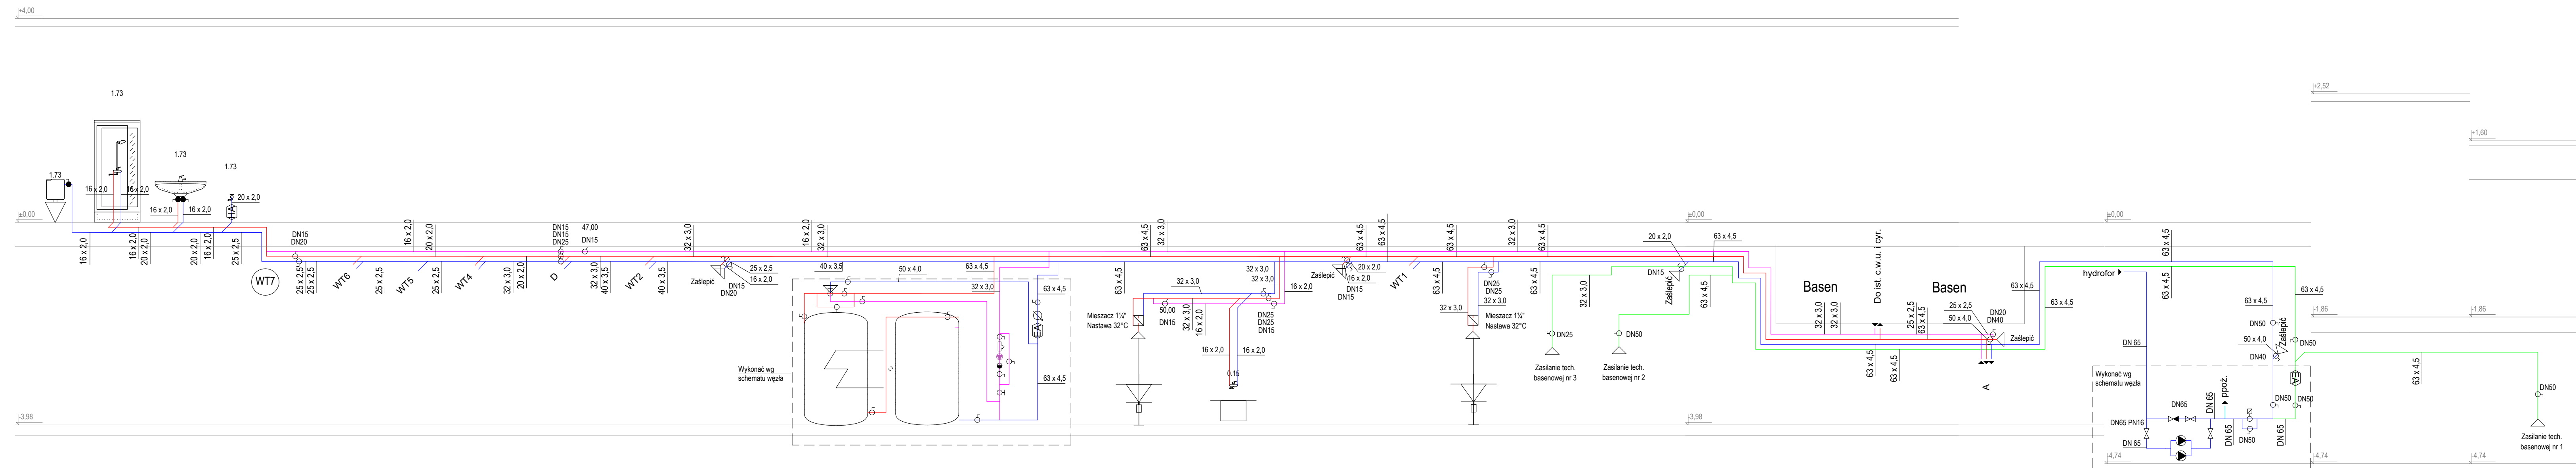 +4,00
+2,52
+1,60
1.73
1.73
1.73
1.73
16 x 2,0
16 x 2,0
16 x 2,0
16 x 2,0
20 x 2,0
HA
±0,00
±0,00
±0,00
16 x 2,0
16 x 2,0
20 x 2,0
20 x 2,0
16 x 2,0
25 x 2,5
WT7
DN15
DN20
25 x 2,5
25 x 2,5
WT6
25 x 2,5
WT5
16 x 2,0
20 x 2,0
25 x 2,5
WT4
32 x 3,0
20 x 2,0
DN15
DN15
DN25
D
47,00
DN15
32 x 3,0
40 x 3,5
WT2
40 x 3,5
32 x 3,0
Zaślepić
DN15
DN20
25 x 2,5
16 x 2,0
16 x 2,0
32 x 3,0
40 x 3,5
50 x 4,0
63 x 4,5
32 x 3,0
63 x 4,5
EA
63 x 4,5
Wykonać wg
schematu węzła
63 x 4,5
63 x 4,5
32 x 3,0
Mieszacz 1¼"
Nastawa 32°C
32 x 3,0
50,00
DN15
32 x 3,0
16 x 2,0
32 x 3,0
32 x 3,0
16 x 2,0
DN25
DN25
DN15
16 x 2,0
16 x 2,0
0.15
Zaślepić
63 x 4,5
63 x 4,5
20 x 2,0
16 x 2,0
DN15
DN15
WT1
63 x 4,5
63 x 4,5
32 x 3,0
63 x 4,5
DN25
DN25
32 x 3,0
32 x 3,0
63 x 4,5
Mieszacz 1¼"
Nastawa 32°C
32 x 3,0
DN25
Zasilanie tech.
basenowej nr 3
DN50
Zasilanie tech.
basenowej nr 2
20 x 2,0
63 x 4,5
DN15
Zaślepić
63 x 4,5
Basen
Do ist. c.w.u. i cyr.
Basen
32 x 3,0
32 x 3,0
25 x 2,5
63 x 4,5
25 x 2,5
50 x 4,0
DN20
DN40
Zaślepić
63 x 4,5
63 x 4,5
A
63 x 4,5
63 x 4,5
hydrofor
63 x 4,5
63 x 4,5
DN 65
63 x 4,5
63 x 4,5
DN50
Zaślepić
DN50
50 x 4,0
DN40
EA
DN50
DN50
Wykonać wg
schematu węzła
DN65
DN 65
ppoż.
DN65 PN16
DN 65
DN 65
DN50
DN 65
63 x 4,5
DN50
Zasilanie tech.
basenowej nr 1
-1,86
-1,86
-3,98
-3,98
-4,74
-4,74
-4,74